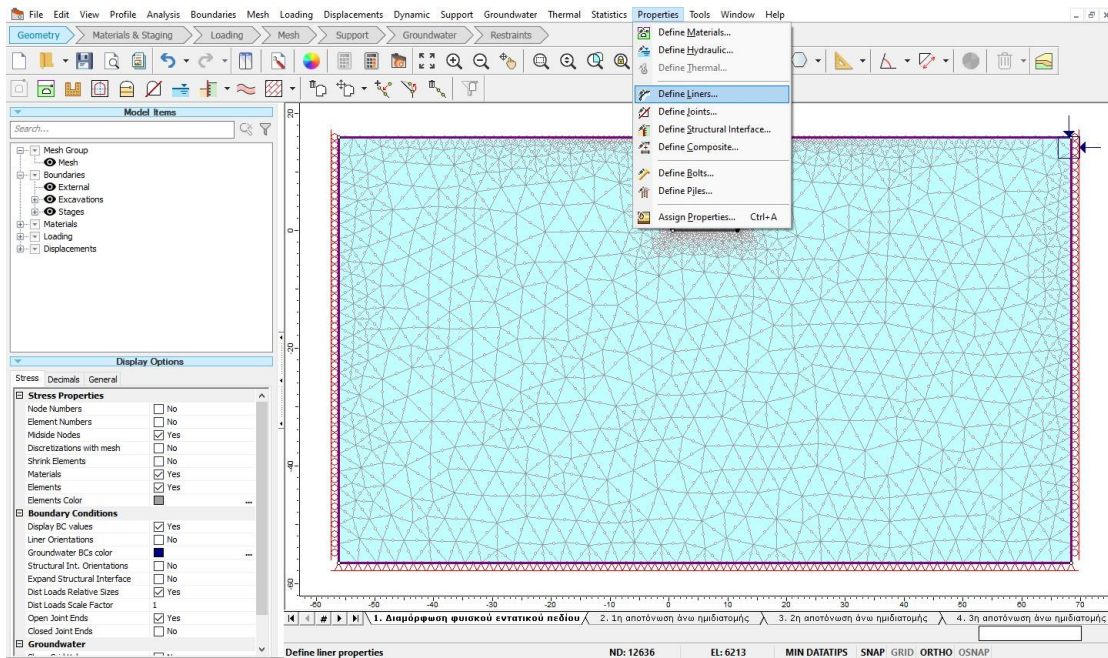 File Edit View Profile Analysis Boundaries Mesh Loading Displacements Dynamic Support Groundwater Thermal Statistics Properties Tools Window Help
Geometry Materials & Staging Loading Mesh Support Groundwater Restraints
Define Materials...
Define Hydraulic...
Define Thermal...
Define Liners...
Define Joints...
Define Structural Interface...
Define Composite...
Define Bolts...
Define Piles...
Assign Properties... Ctrl+A
Model Items
Search...
Mesh Group
Mesh
Boundaries
External
Excavations
Stages
Materials
Loading
Displacements
Display Options
Stress Decimals General
Stress Properties
Node Numbers No
Element Numbers No
Midside Nodes Yes
Discretizations with mesh No
Shrink Elements No
Materials Yes
Elements Yes
Elements Color ...
Boundary Conditions
Display BC values Yes
Liner Orientations No
Groundwater BCs color ...
Structural Int. Orientations No
Expand Structural Interface No
Dist Loads Relative Sizes Yes
Dist Loads Scale Factor 1
Open Joint Ends Yes
Closed Joint Ends No
Groundwater
20
0
-20
-40
-60
-60 -50 -40 -30 -20 -10 0 10 20 30 40 50 60 70
1. Διαμόρφωση φυισκού εντατικού πεδίου 2. 1η αποτόνωση άνω ημιδιατομής 3. 2η αποτόνωση άνω ημιδιατομής 4. 3η αποτόνωση άνω ημιδιατομής
Define liner properties ND: 12636 EL: 6213 MIN DATATIPS SNAP GRID ORTHO OSNAP